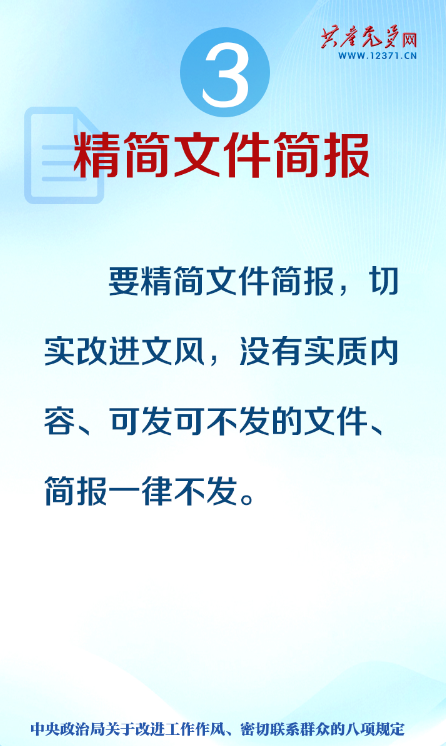 共产党员网
WWW.12371.CN
3
精简文件简报
要精简文件简报，切
实改进文风，没有实质内
容、可发可不发的文件、
简报一律不发。
中央政治局关于改进工作作风、密切联系群众的八项规定